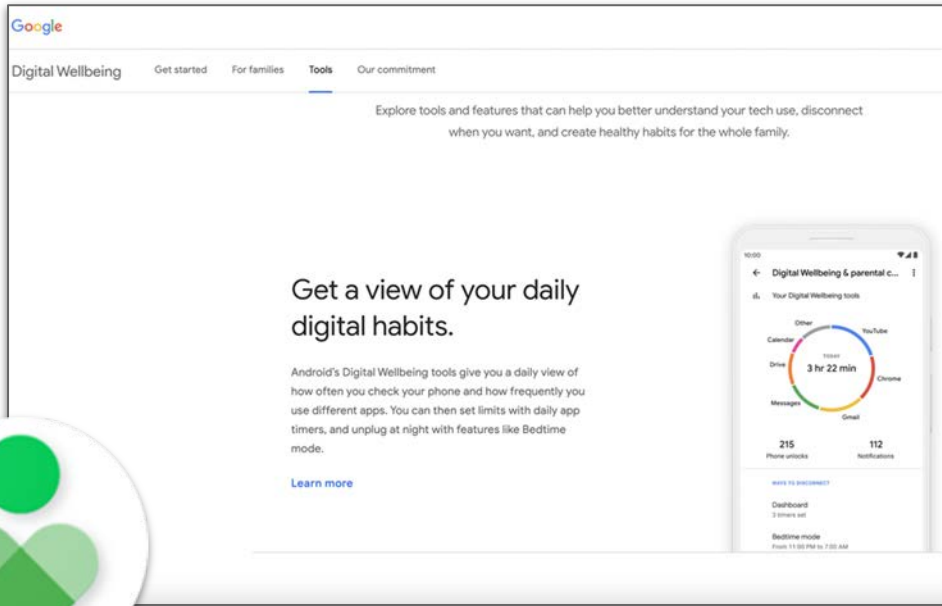 Google
Digital Wellbeing Get started For families Tools Our commitment
Explore tools and features that can help you better understand your tech use, disconnect
when you want, and create healthy habits for the whole family.
Get a view of your daily
digital habits.
Android's Digital Wellbeing tools give you a daily view of
how often you check your phone and how frequently you
use different apps. You can then set limits with daily app
timers, and unplug at night with features like Bedtime
mode.
Learn more
10:00
Digital Wellbeing & parental c...
Your Digital Wellbeing tools
Other
YouTube
Calendar
TODAY
Drive
3 hr 22 min
Chrome
Messages
Gmail
215 112
Phone unlocks Notifications
WAYS TO DISCONNECT
Dashboard
3 timers set
Bedtime mode
From 11:00 PM to 7:00 AM